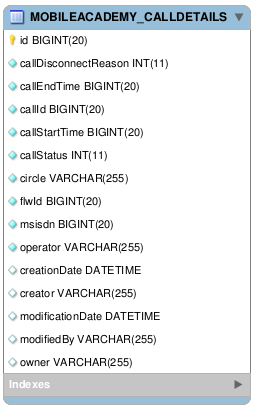 MOBILEACADEMY_CALLDETAILS
id BIGINT(20)
callDisconnectReason INT(11)
callEndTime BIGINT(20)
callId BIGINT(20)
callStartTime BIGINT(20)
callStatus INT(11)
circle VARCHAR(255)
flwId BIGINT(20)
msisdn BIGINT(20)
operator VARCHAR(255)
creationDate DATETIME
creator VARCHAR(255)
modificationDate DATETIME
modifiedBy VARCHAR(255)
owner VARCHAR(255)
Indexes